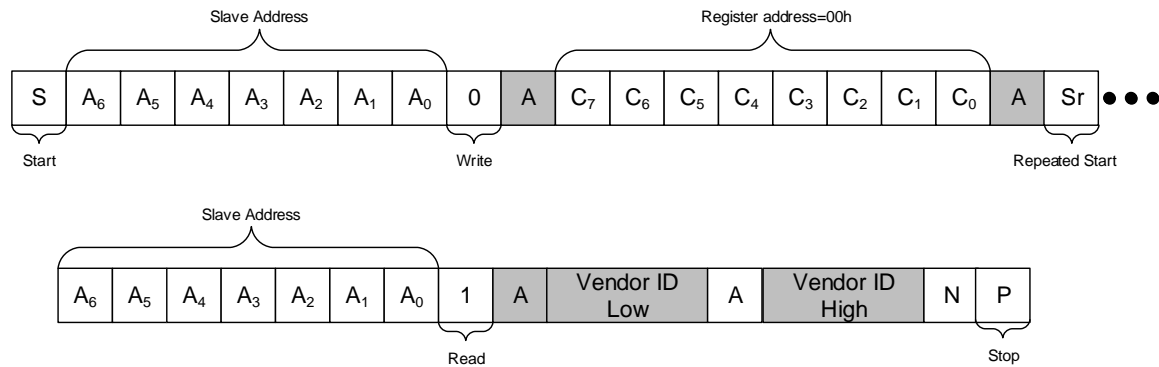 Slave Address Register address=00h
S A₆ A₅ A₄ A₃ A₂ A₁ A₀ 0 A C₇ C₆ C₅ C₄ C₃ C₂ C₁ C₀ A Sr
Start Write Repeated Start
Slave Address
A₆ A₅ A₄ A₃ A₂ A₁ A₀ 1 A Vendor ID Low A Vendor ID High N P
Read Stop